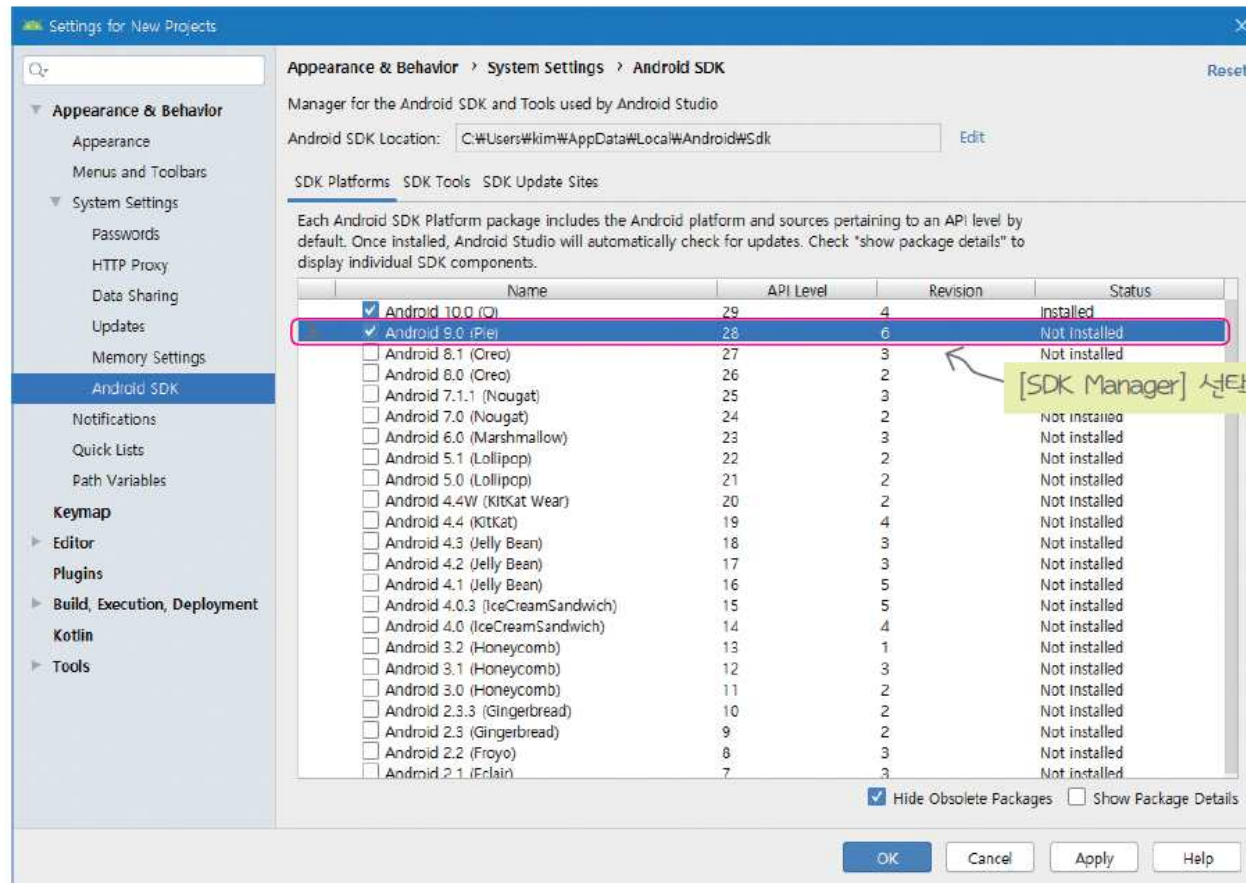 Settings for New Projects
Appearance & Behavior
Appearance
Menus and Toolbars
System Settings
Passwords
HTTP Proxy
Data Sharing
Updates
Memory Settings
Android SDK
Notifications
Quick Lists
Path Variables
Keymap
Editor
Plugins
Build, Execution, Deployment
Kotlin
Tools
Appearance & Behavior › System Settings › Android SDK
Reset
Manager for the Android SDK and Tools used by Android Studio
Android SDK Location: C:₩Users₩kim₩AppData₩Local₩Android₩Sdk Edit
SDK Platforms SDK Tools SDK Update Sites
Each Android SDK Platform package includes the Android platform and sources pertaining to an API level by
default. Once installed, Android Studio will automatically check for updates. Check "show package details" to
display individual SDK components.
Name API Level Revision Status
Android 10.0 (Q) 29 4 Installed
Android 9.0 (Pie) 28 6 Not installed
Android 8.1 (Oreo) 27 3 Not installed
Android 8.0 (Oreo) 26 2
[SDK Manager]
Android 7.1.1 (Nougat) 25 3
Android 7.0 (Nougat) 24 2 Not installed
Android 6.0 (Marshmallow) 23 3 Not installed
Android 5.1 (Lollipop) 22 2 Not installed
Android 5.0 (Lollipop) 21 2 Not installed
Android 4.4W (KitKat Wear) 20 2 Not installed
Android 4.4 (KitKat) 19 4 Not installed
Android 4.3 (Jelly Bean) 18 3 Not installed
Android 4.2 (Jelly Bean) 17 3 Not installed
Android 4.1 (Jelly Bean) 16 5 Not installed
Android 4.0.3 (IceCreamSandwich) 15 5 Not installed
Android 4.0 (IceCreamSandwich) 14 4 Not installed
Android 3.2 (Honeycomb) 13 1 Not installed
Android 3.1 (Honeycomb) 12 3 Not installed
Android 3.0 (Honeycomb) 11 2 Not installed
Android 2.3.3 (Gingerbread) 10 2 Not installed
Android 2.3 (Gingerbread) 9 2 Not installed
Android 2.2 (Froyo) 8 3 Not installed
Android 2.1 (Eclair) 7 3 Not installed
Hide Obsolete Packages Show Package Details
OK Cancel Apply Help